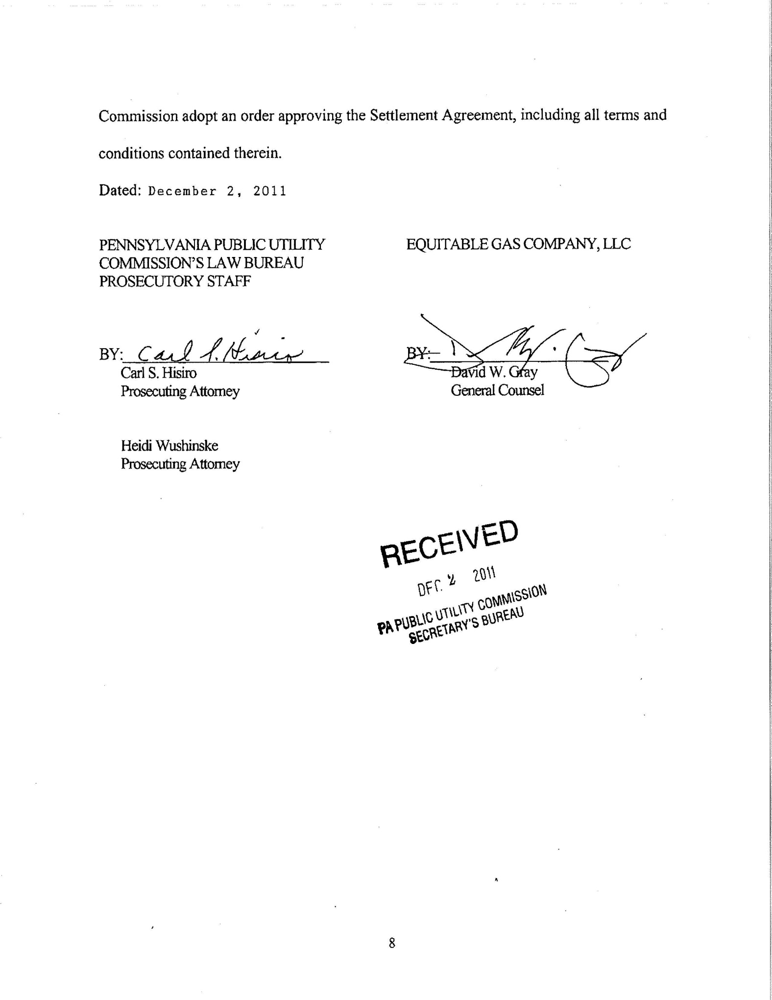 Commission adopt an order approving the Settlement Agreement, including all terms and
conditions contained therein.
Dated: December 2, 2011
PENNSYLVANIA PUBLIC UTILITY
COMMISSION'S LAW BUREAU
PROSECUTORY STAFF
BY: Carl S. Hisiro
Carl S. Hisiro
Prosecuting Attorney
Heidi Wushinske
Prosecuting Attorney
EQUITABLE GAS COMPANY, LLC
BY:
David W. Gray
General Counsel
RECEIVED
DEC 2 2011
PA PUBLIC UTILITY COMMISSION
SECRETARY'S BUREAU
8